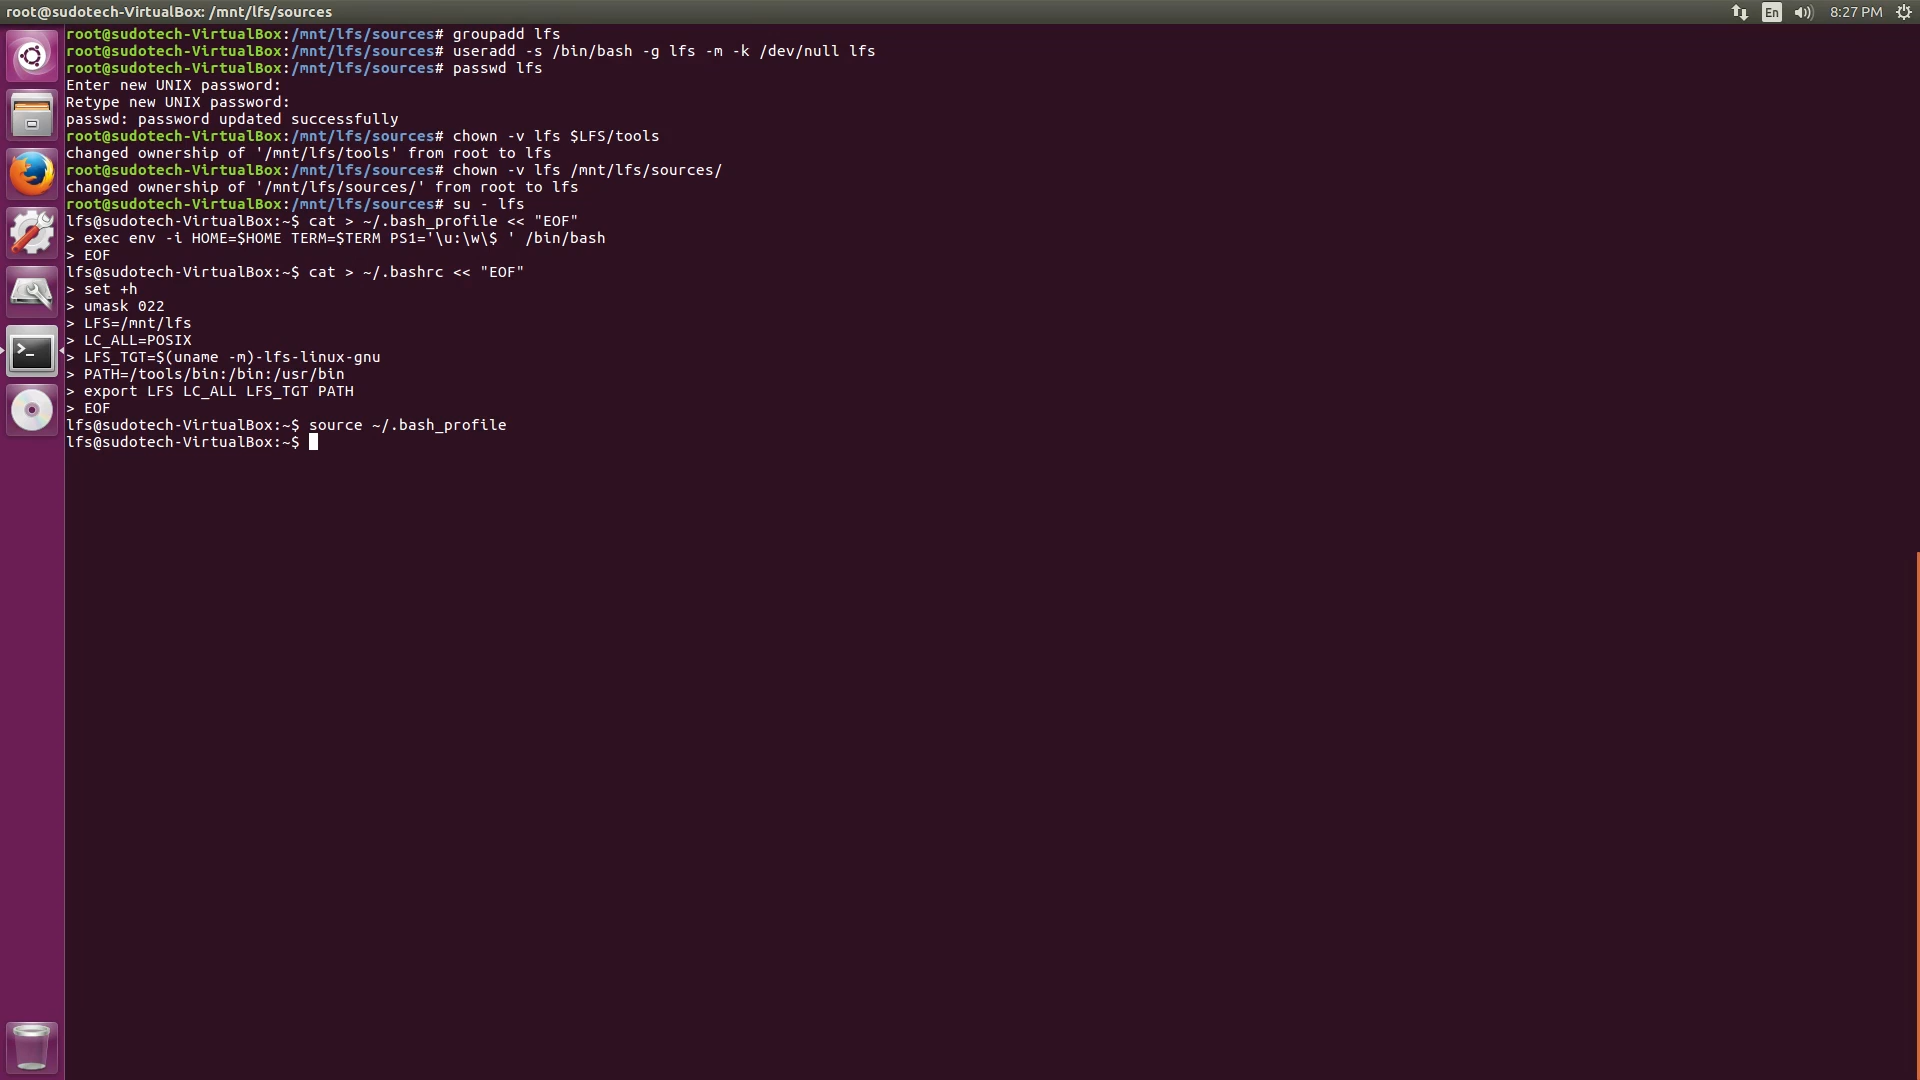 root@sudotech-VirtualBox: /mnt/lfs/sources En 8:27 PM
root@sudotech-VirtualBox:/mnt/lfs/sources# groupadd lfs
root@sudotech-VirtualBox:/mnt/lfs/sources# useradd -s /bin/bash -g lfs -m -k /dev/null lfs
root@sudotech-VirtualBox:/mnt/lfs/sources# passwd lfs
Enter new UNIX password:
Retype new UNIX password:
passwd: password updated successfully
root@sudotech-VirtualBox:/mnt/lfs/sources# chown -v lfs $LFS/tools
changed ownership of '/mnt/lfs/tools' from root to lfs
root@sudotech-VirtualBox:/mnt/lfs/sources# chown -v lfs /mnt/lfs/sources/
changed ownership of '/mnt/lfs/sources/' from root to lfs
root@sudotech-VirtualBox:/mnt/lfs/sources# su - lfs
lfs@sudotech-VirtualBox:~$ cat > ~/.bash_profile << "EOF"
> exec env -i HOME=$HOME TERM=$TERM PS1='\u:\w\$ ' /bin/bash
> EOF
lfs@sudotech-VirtualBox:~$ cat > ~/.bashrc << "EOF"
> set +h
> umask 022
> LFS=/mnt/lfs
> LC_ALL=POSIX
> LFS_TGT=$(uname -m)-lfs-linux-gnu
> PATH=/tools/bin:/bin:/usr/bin
> export LFS LC_ALL LFS_TGT PATH
> EOF
lfs@sudotech-VirtualBox:~$ source ~/.bash_profile
lfs@sudotech-VirtualBox:~$